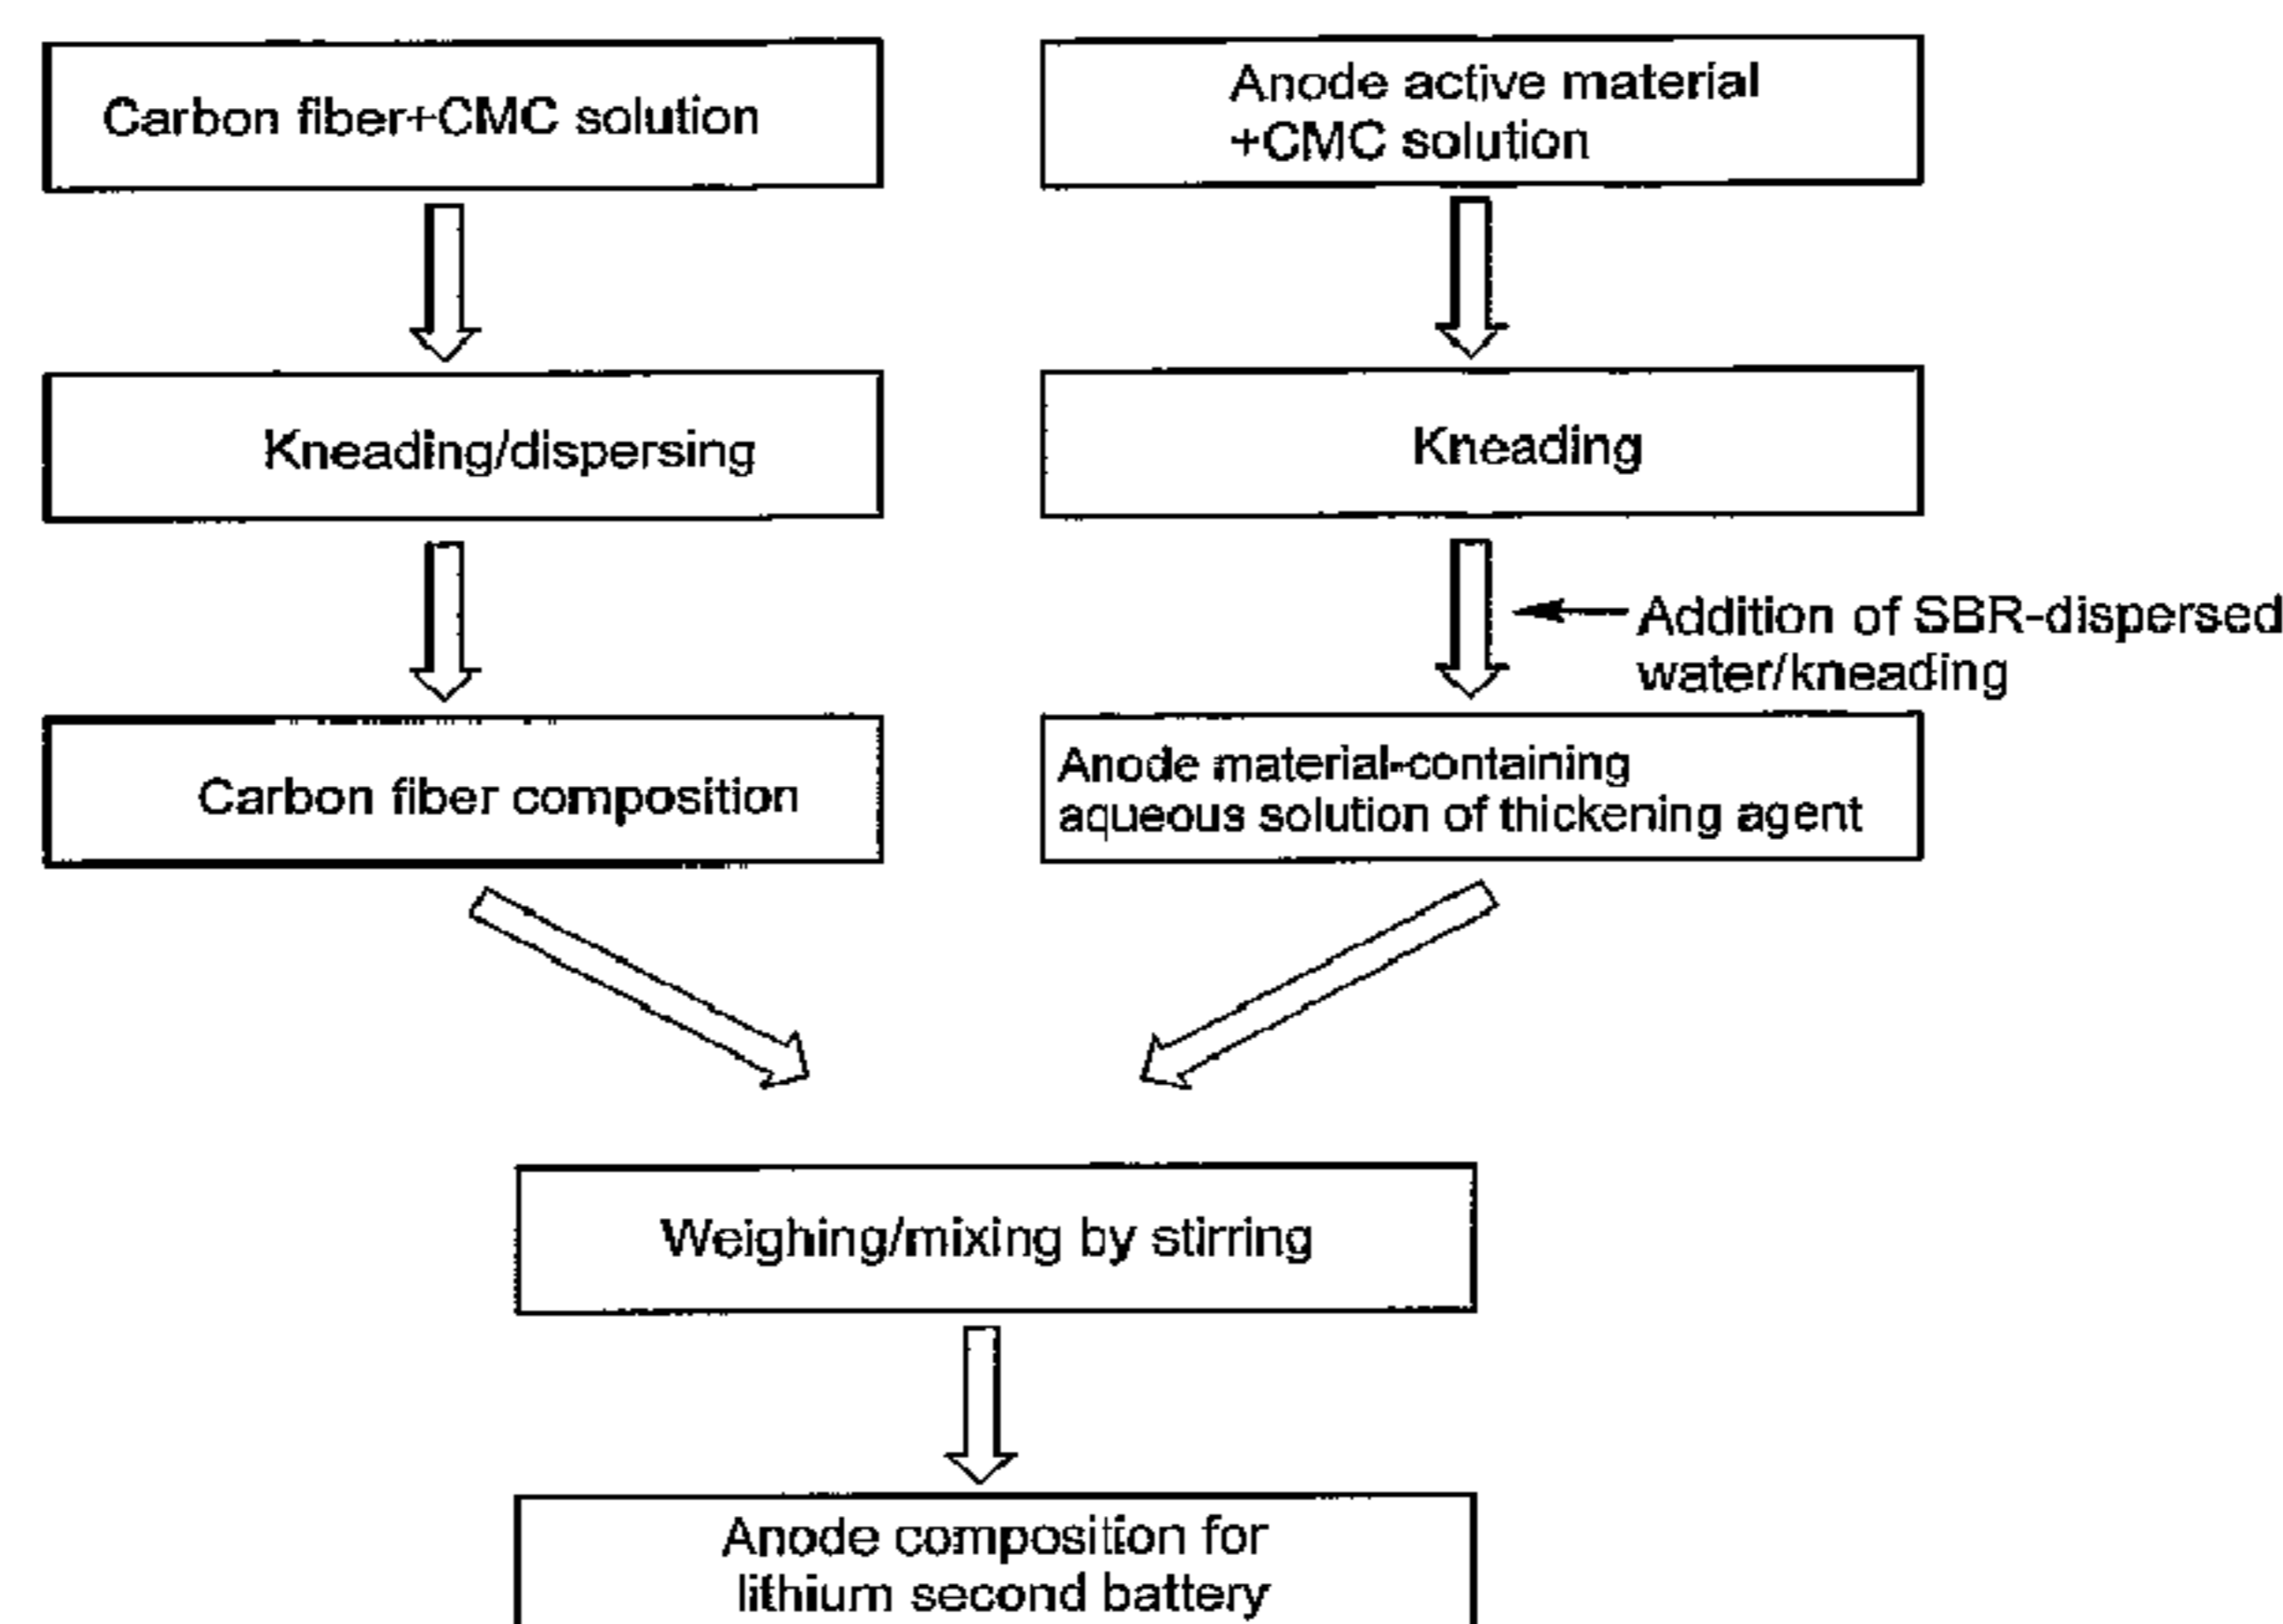 Carbon fiber+CMC solution
Anode active material
+CMC solution
Kneading/dispersing
Kneading
Addition of SBR-dispersed
water/kneading
Carbon fiber composition
Anode material-containing
aqueous solution of thickening agent
Weighing/mixing by stirring
Anode composition for
lithium second battery